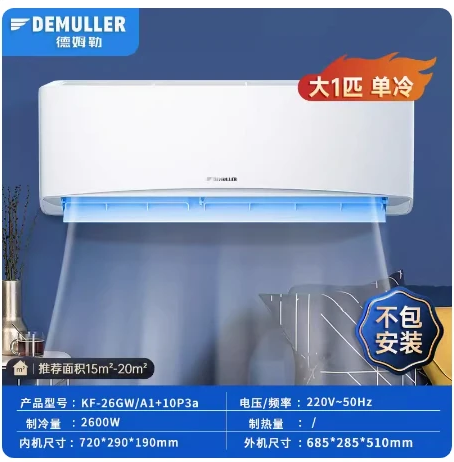 DEMULLER
德姆勒
大1匹 单冷
DEMULLER
不包
安装
m² 推荐面积15m²-20m²
产品型号：KF-26GW/A1+10P3a
电压/频率：220V~50Hz
制冷量：2600W
制热量：/
内机尺寸：720*290*190mm
外机尺寸：685*285*510mm